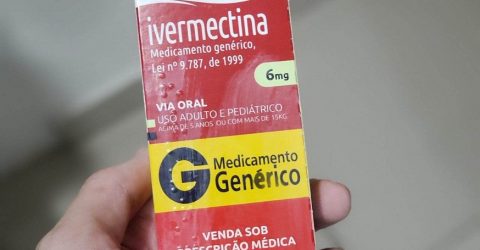 ivermectina
Medicamento genérico,
Lei nº 9.787, de 1999
6mg
VIA ORAL
USO ADULTO E PEDIÁTRICO
ACIMA DE 5 ANOS OU COM MAIS DE 15KG
G Medicamento
Genérico
VENDA SOB
PRESCRIÇÃO MÉDICA